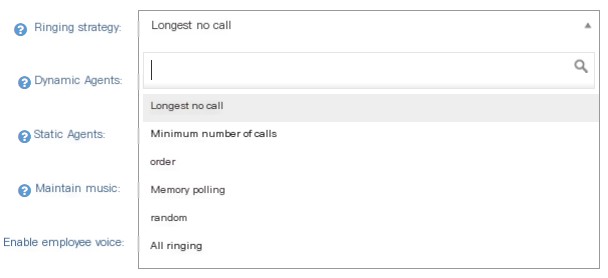 Ringing strategy:
Longest no call
Dynamic Agents:
Longest no call
Static Agents:
Minimum number of calls
order
Maintain music:
Memory polling
random
Enable employee voice:
All ringing